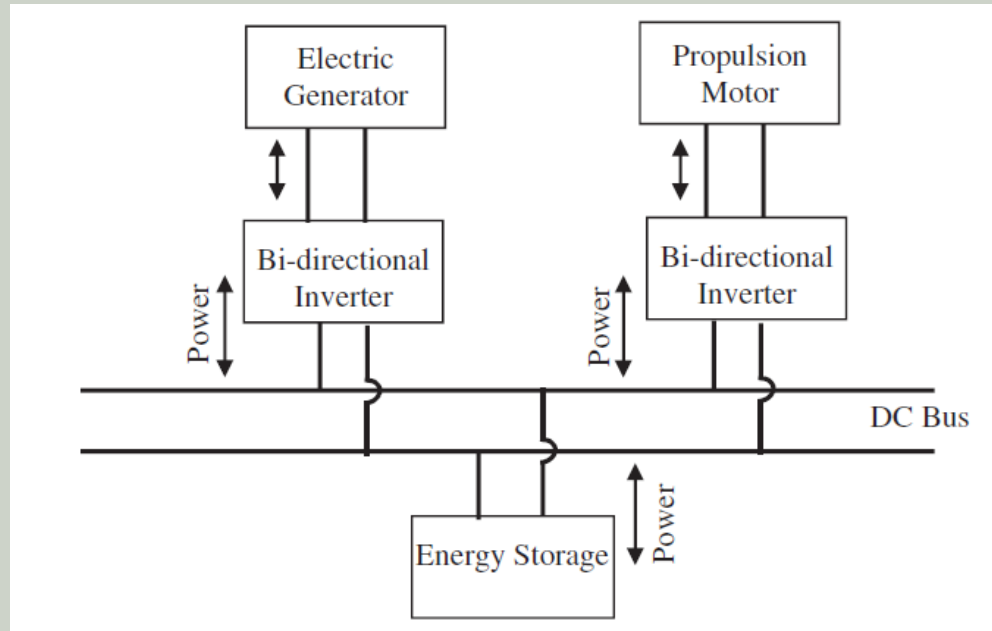 Electric
Generator
Propulsion
Motor
Bi-directional
Inverter
Bi-directional
Inverter
Power
Power
DC Bus
Energy Storage
Power